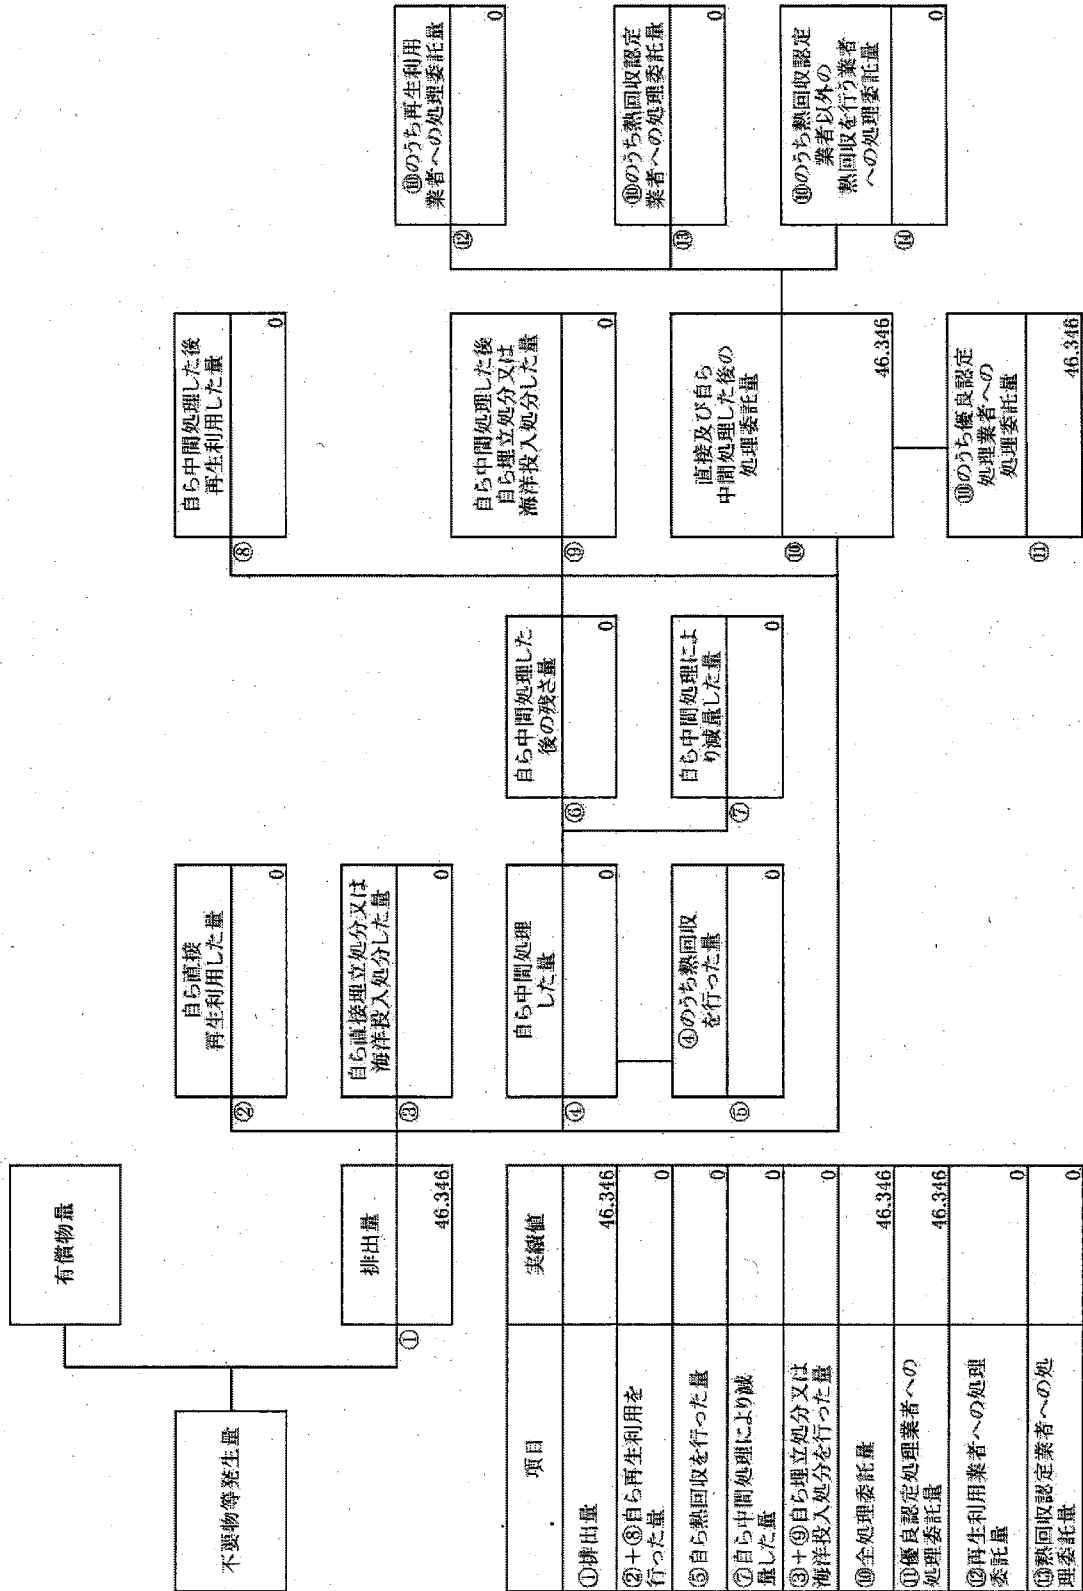 有償物量
不要物等発生量
排出量
①
46.346
②
自ら直接
再生利用した量
0
③
自ら直接埋立処分又は
海洋投入処分した量
0
④
自ら中間処理
した量
0
⑤
④のうち熱回収
を行った量
0
⑥
自ら中間処理した
後の残さ量
0
⑦
自ら中間処理によ
り減量した量
0
⑧
自ら中間処理した後
再生利用した量
0
⑨
自ら中間処理した後
自ら埋立処分又は
海洋投入処分した量
0
⑩
直接及び自ら
中間処理した後の
処理委託量
46.346
⑪
⑩のうち優良認定
処理業者への
処理委託量
46.346
⑫
⑩のうち再生利用
業者への処理委託量
0
⑬
⑩のうち熱回収認定
業者への処理委託量
0
⑭
⑩のうち熱回収認定
業者以外の
熱回収を行う業者
への処理委託量
0
項目
実績値
①排出量
46.346
②+⑧自ら再生利用を
行った量
0
⑤自ら熱回収を行った量
0
⑦自ら中間処理により減
量した量
0
③+⑨自ら埋立処分又は
海洋投入処分を行った量
0
⑩全処理委託量
46.346
⑪優良認定処理業者への
処理委託量
46.346
⑫再生利用業者への処理
委託量
0
⑬熱回収認定業者への処
理委託量
0